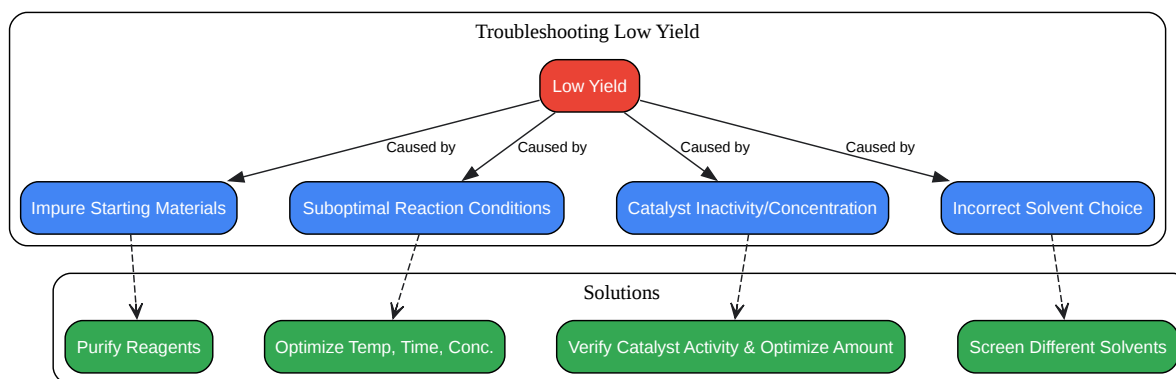 Troubleshooting Low Yield
Low Yield
Caused by
Caused by
Caused by
Caused by
Impure Starting Materials
Suboptimal Reaction Conditions
Catalyst Inactivity/Concentration
Incorrect Solvent Choice
Solutions
Purify Reagents
Optimize Temp, Time, Conc.
Verify Catalyst Activity & Optimize Amount
Screen Different Solvents